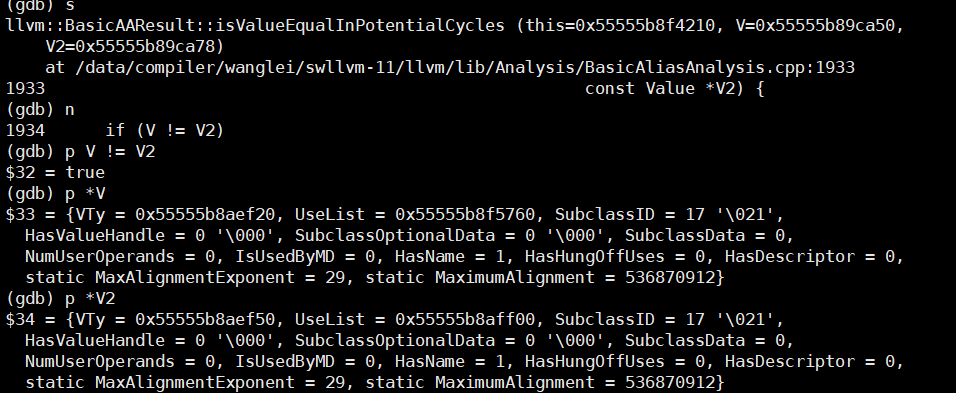 (gdb) s
llvm::BasicAAResult::isValueEqualInPotentialCycles (this=0x55555b8f4210, V=0x55555b89ca50,
    V2=0x55555b89ca78)
    at /data/compiler/wanglei/swllvm-11/llvm/lib/Analysis/BasicAliasAnalysis.cpp:1933
1933                                                      const Value *V2) {
(gdb) n
1934      if (V != V2)
(gdb) p V != V2
$32 = true
(gdb) p *V
$33 = {VTy = 0x55555b8aef20, UseList = 0x55555b8f5760, SubclassID = 17 '\021',
  HasValueHandle = 0 '\000', SubclassOptionalData = 0 '\000', SubclassData = 0,
  NumUserOperands = 0, IsUsedByMD = 0, HasName = 1, HasHungOffUses = 0, HasDescriptor = 0,
  static MaxAlignmentExponent = 29, static MaximumAlignment = 536870912}
(gdb) p *V2
$34 = {VTy = 0x55555b8aef50, UseList = 0x55555b8aff00, SubclassID = 17 '\021',
  HasValueHandle = 0 '\000', SubclassOptionalData = 0 '\000', SubclassData = 0,
  NumUserOperands = 0, IsUsedByMD = 0, HasName = 1, HasHungOffUses = 0, HasDescriptor = 0,
  static MaxAlignmentExponent = 29, static MaximumAlignment = 536870912}